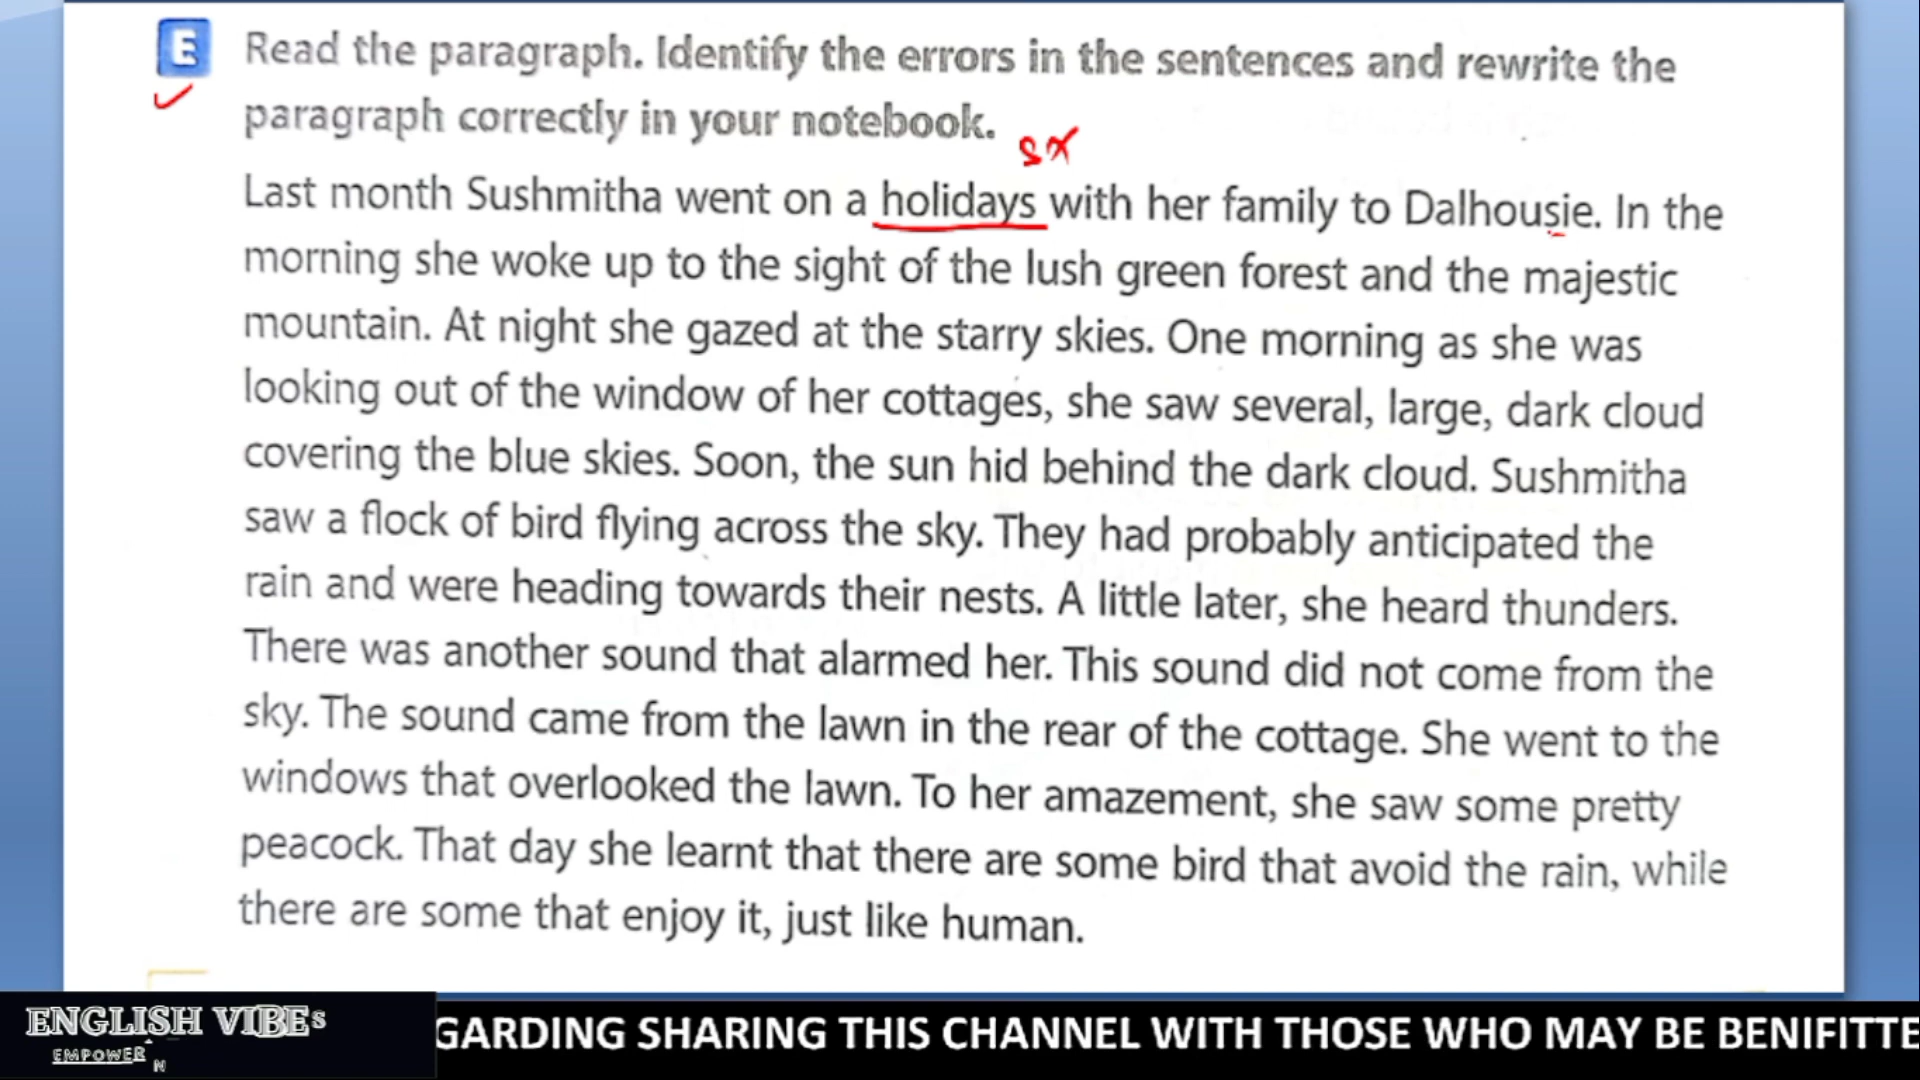 E Read the paragraph. Identify the errors in the sentences and rewrite the
paragraph correctly in your notebook.
s x
Last month Sushmitha went on a holidays with her family to Dalhousie. In the
morning she woke up to the sight of the lush green forest and the majestic
mountain. At night she gazed at the starry skies. One morning as she was
looking out of the window of her cottages, she saw several, large, dark cloud
covering the blue skies. Soon, the sun hid behind the dark cloud. Sushmitha
saw a flock of bird flying across the sky. They had probably anticipated the
rain and were heading towards their nests. A little later, she heard thunders.
There was another sound that alarmed her. This sound did not come from the
sky. The sound came from the lawn in the rear of the cottage. She went to the
windows that overlooked the lawn. To her amazement, she saw some pretty
peacock. That day she learnt that there are some bird that avoid the rain, while
there are some that enjoy it, just like human.
ENGLISH VIBEs
EMPOWER
N
GARDING SHARING THIS CHANNEL WITH THOSE WHO MAY BE BENIFITTE